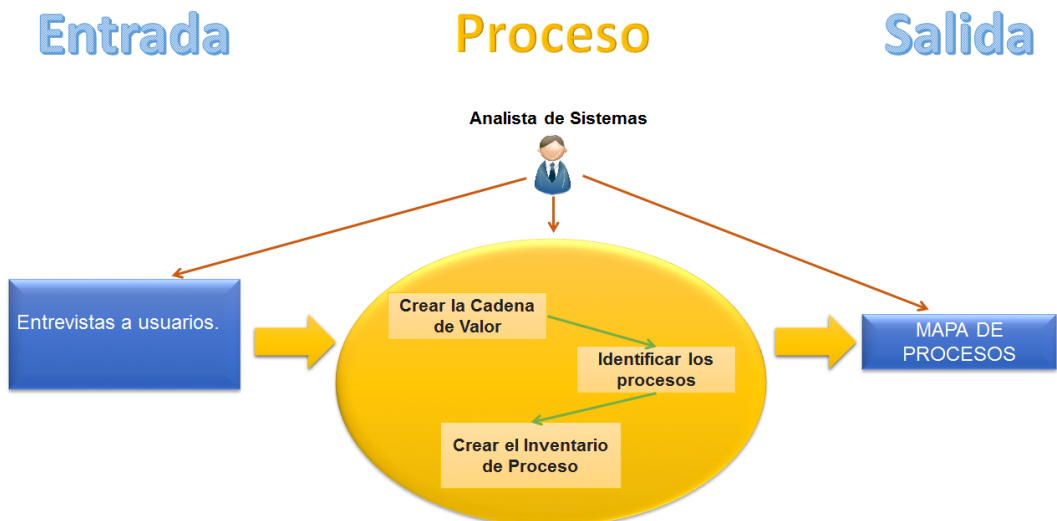 Entrada
Proceso
Salida
Analista de Sistemas
Entrevistas a usuarios.
Crear la Cadena
de Valor
Identificar los
procesos
Crear el Inventario
de Proceso
MAPA DE
PROCESOS